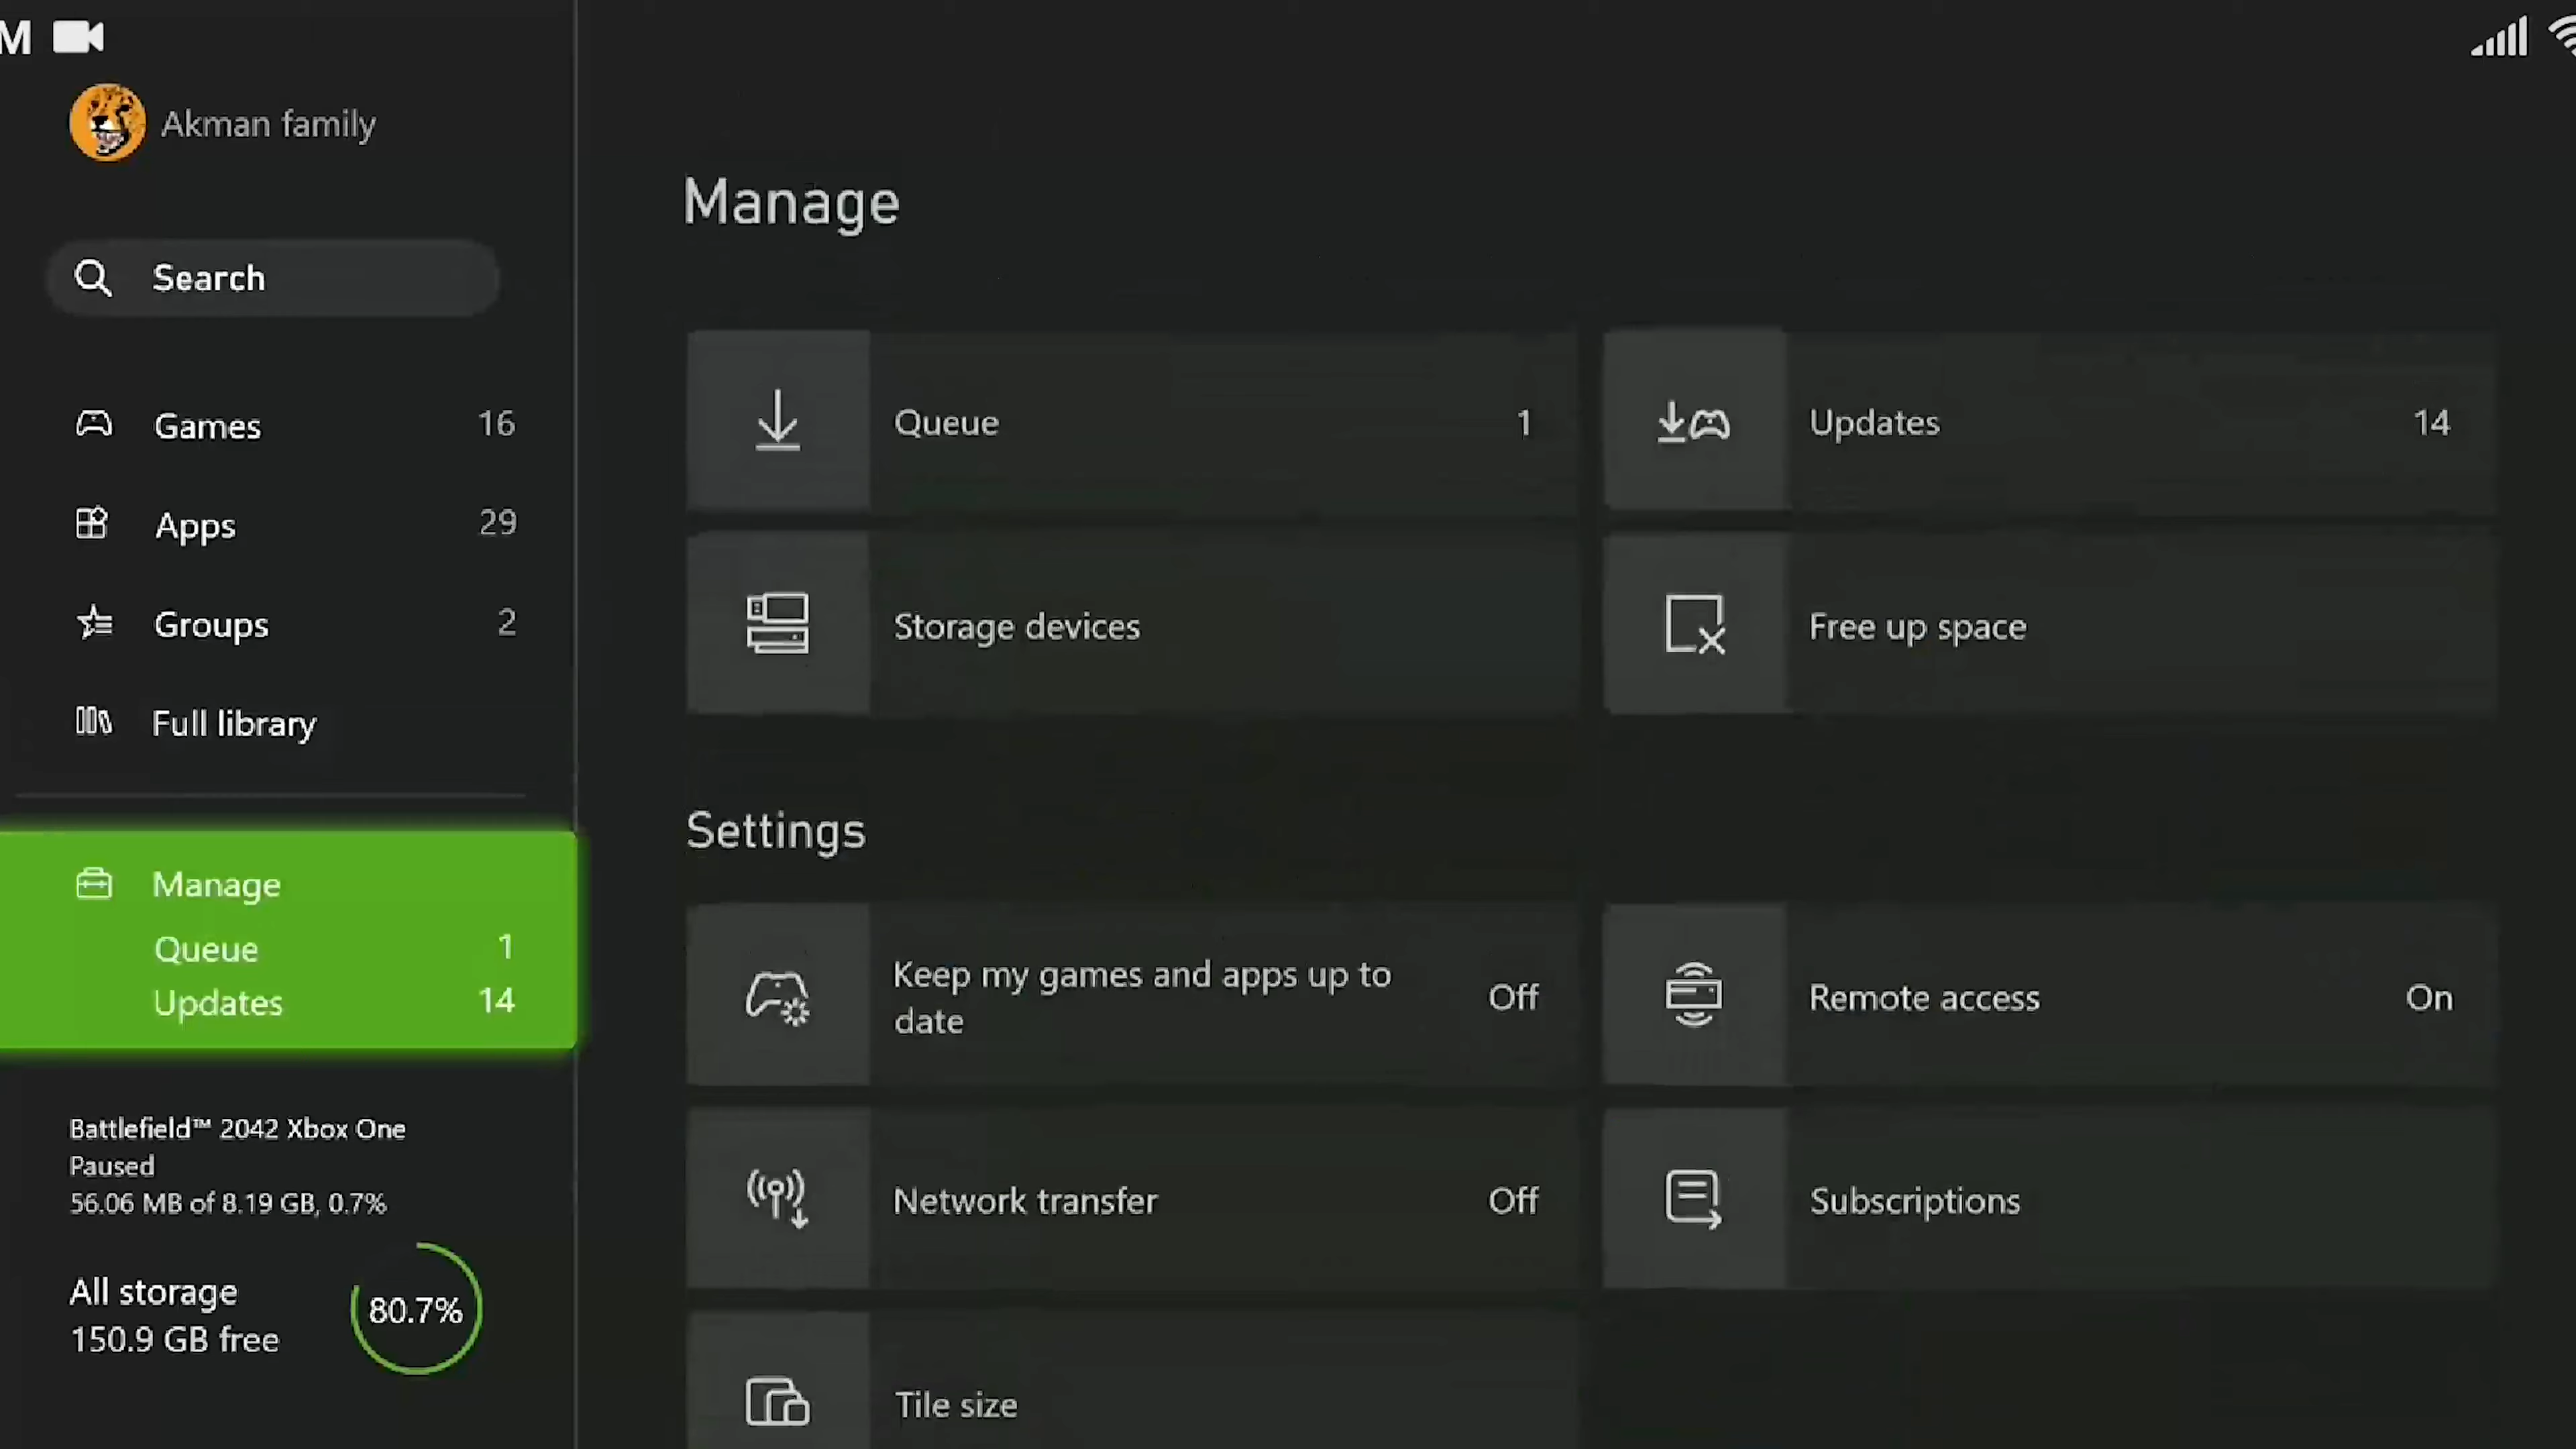 M
Akman family
Search
Games 16
Apps 29
Groups 2
Full library
Manage
Queue 1
Updates 14
Battlefield™ 2042 Xbox One
Paused
56.06 MB of 8.19 GB, 0.7%
All storage
150.9 GB free
80.7%
Manage
Queue 1
Updates 14
Storage devices
Free up space
Settings
Keep my games and apps up to
date
Off
Remote access On
Network transfer Off
Subscriptions
Tile size